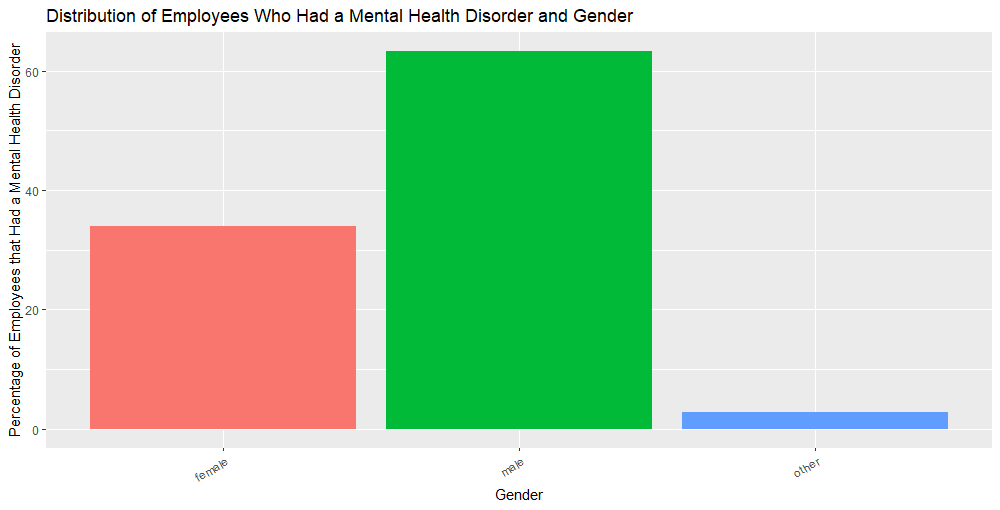 Distribution of Employees Who Had a Mental Health Disorder and Gender
Percentage of Employees that Had a Mental Health Disorder
60
40
20
0
female
male
other
Gender